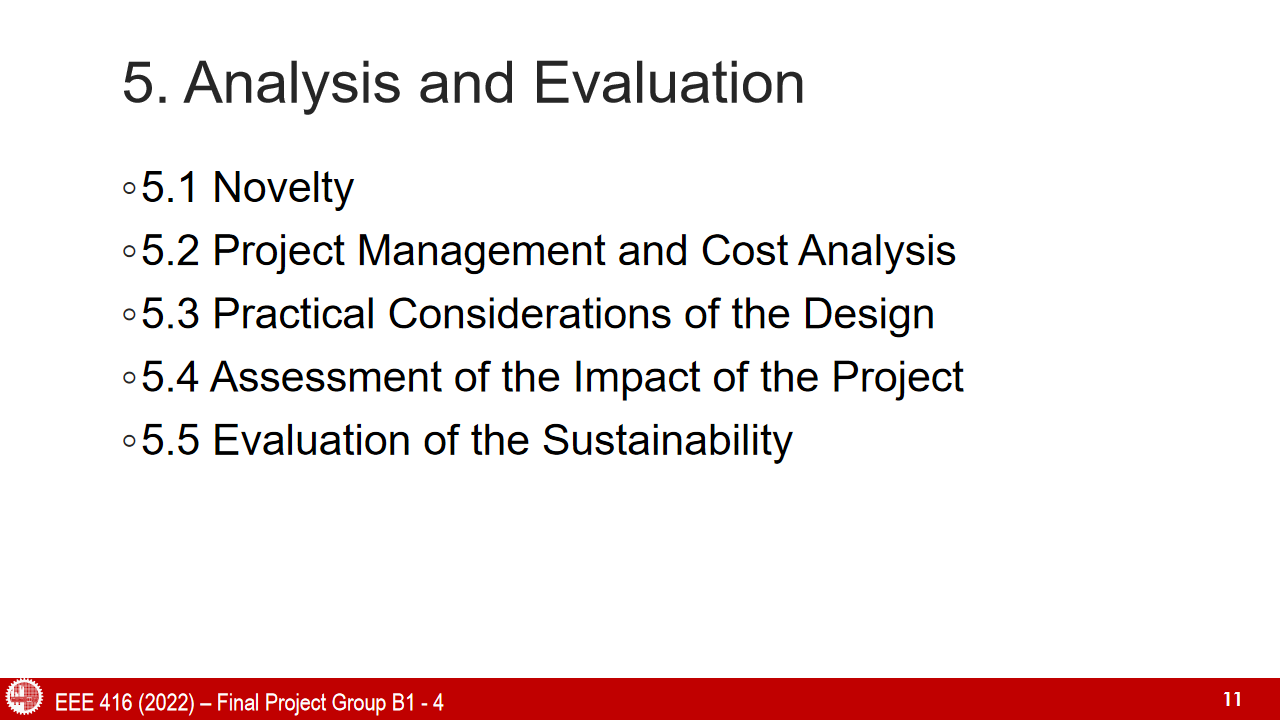 5. Analysis and Evaluation
◦5.1 Novelty
◦5.2 Project Management and Cost Analysis
◦5.3 Practical Considerations of the Design
◦5.4 Assessment of the Impact of the Project
◦5.5 Evaluation of the Sustainability
EEE 416 (2022) – Final Project Group B1 - 4
11